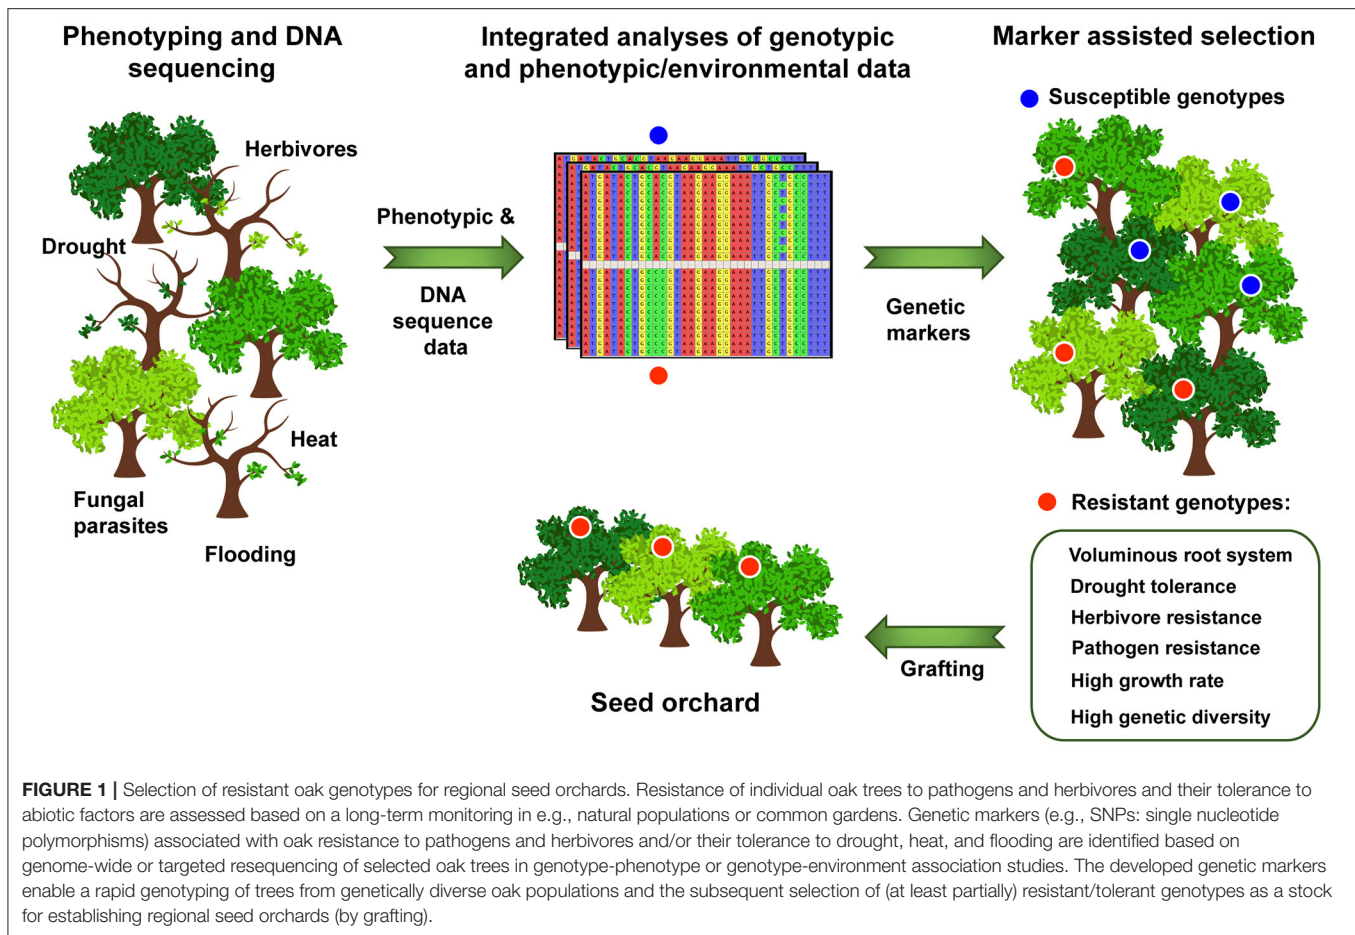 Phenotyping and DNA
sequencing
Herbivores
Drought
Heat
Fungal
parasites
Flooding
Phenotypic &
DNA
sequence
data
Integrated analyses of genotypic
and phenotypic/environmental data
Genetic
markers
Marker assisted selection
Susceptible genotypes
Resistant genotypes:
Voluminous root system
Drought tolerance
Herbivore resistance
Pathogen resistance
High growth rate
High genetic diversity
Grafting
Seed orchard
FIGURE 1 | Selection of resistant oak genotypes for regional seed orchards. Resistance of individual oak trees to pathogens and herbivores and their tolerance to
abiotic factors are assessed based on a long-term monitoring in e.g., natural populations or common gardens. Genetic markers (e.g., SNPs: single nucleotide
polymorphisms) associated with oak resistance to pathogens and herbivores and/or their tolerance to drought, heat, and flooding are identified based on
genome-wide or targeted resequencing of selected oak trees in genotype-phenotype or genotype-environment association studies. The developed genetic markers
enable a rapid genotyping of trees from genetically diverse oak populations and the subsequent selection of (at least partially) resistant/tolerant genotypes as a stock
for establishing regional seed orchards (by grafting).